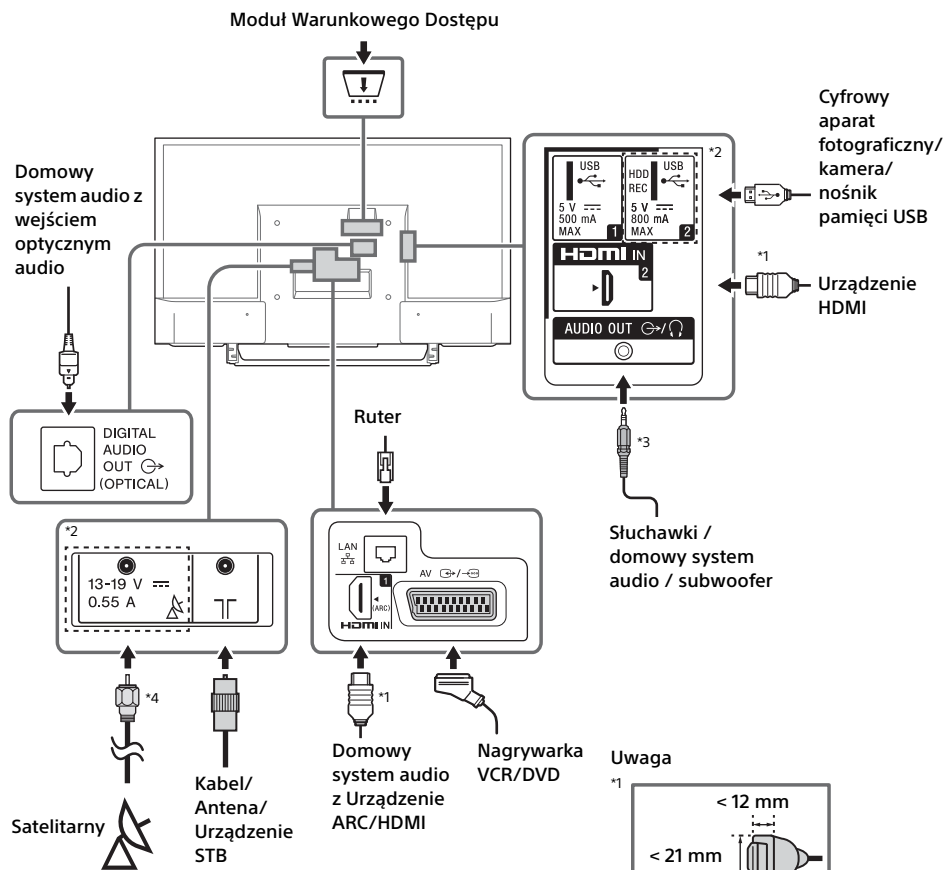 Moduł Warunkowego Dostępu
Domowy
system audio z
wejściem
optycznym
audio
DIGITAL
AUDIO
OUT
(OPTICAL)
*2
USB
5 V
500 mA
MAX
1
HDD
REC
USB
5 V
800 mA
MAX
2
HDMI IN
2
AUDIO OUT
Cyfrowy
aparat
fotograficzny/
kamera/
nośnik
pamięci USB
*1
Urządzenie
HDMI
*3
Słuchawki /
domowy system
audio / subwoofer
Ruter
LAN
1
(ARC)
HDMI IN
AV
*2
13-19 V
0.55 A
*4
Satelitarny
Kabel/
Antena/
Urządzenie
STB
*1
Domowy
system audio
z Urządzenie
ARC/HDMI
Nagrywarka
VCR/DVD
Uwaga
*1
< 12 mm
< 21 mm